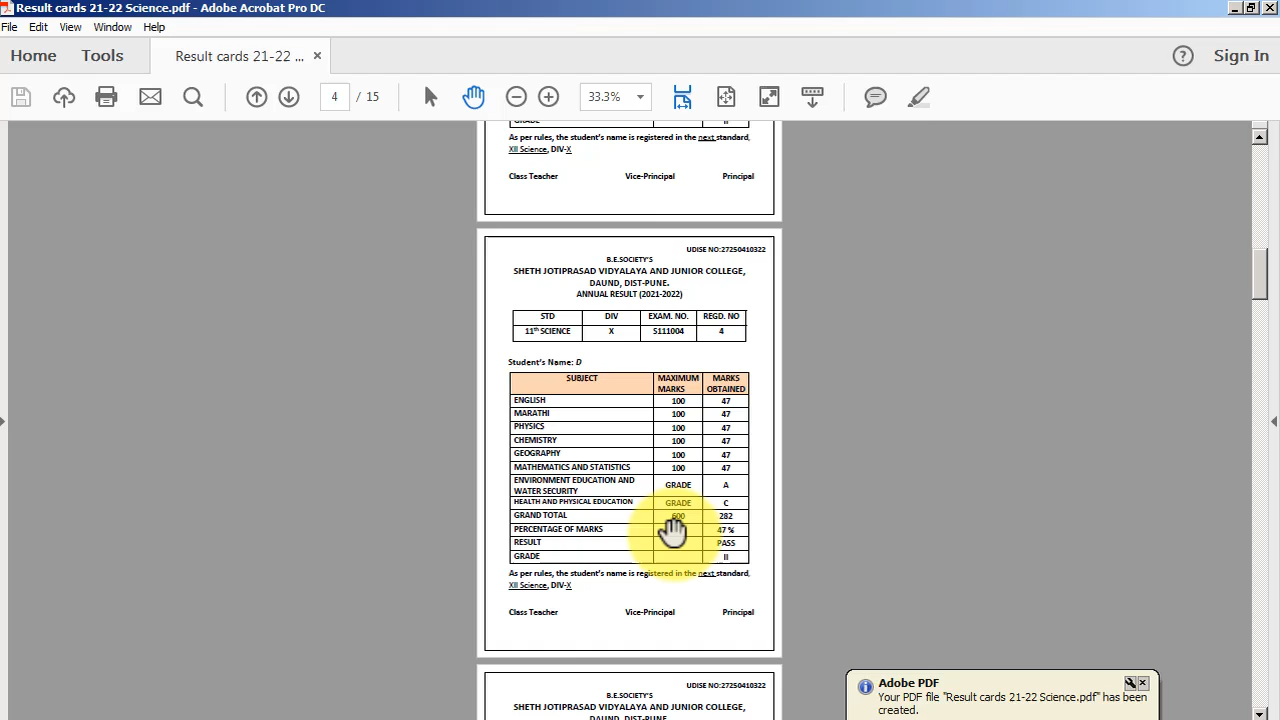 Result cards 21-22 Science.pdf - Adobe Acrobat Pro DC
File Edit View Window Help
Home Tools Result cards 21-22 ... × ? Sign In
4 / 15 33.3%
As per rules, the student's name is registered in the next standard,
XII Science, DIV-X
Class Teacher Vice-Principal Principal
UDISE NO:27250410322
B.E.SOCIETY'S
SHETH JOTIPRASAD VIDYALAYA AND JUNIOR COLLEGE,
DAUND, DIST-PUNE.
ANNUAL RESULT (2021-2022)
STD DIV EXAM. NO. REGD. NO
11th SCIENCE X S111004 4
Student's Name: D
SUBJECT MAXIMUM MARKS MARKS OBTAINED
ENGLISH 100 47
MARATHI 100 47
PHYSICS 100 47
CHEMISTRY 100 47
GEOGRAPHY 100 47
MATHEMATICS AND STATISTICS 100 47
ENVIRONMENT EDUCATION AND WATER SECURITY GRADE A
HEALTH AND PHYSICAL EDUCATION GRADE C
GRAND TOTAL 600 282
PERCENTAGE OF MARKS 47 %
RESULT PASS
GRADE II
As per rules, the student's name is registered in the next standard,
XII Science, DIV-X
Class Teacher Vice-Principal Principal
UDISE NO:27250410322
B.E.SOCIETY'S
SHETH JOTIPRASAD VIDYALAYA AND JUNIOR COLLEGE,
DAUND, DIST-PUNE.
Adobe PDF
Your PDF file "Result cards 21-22 Science.pdf" has been
created.